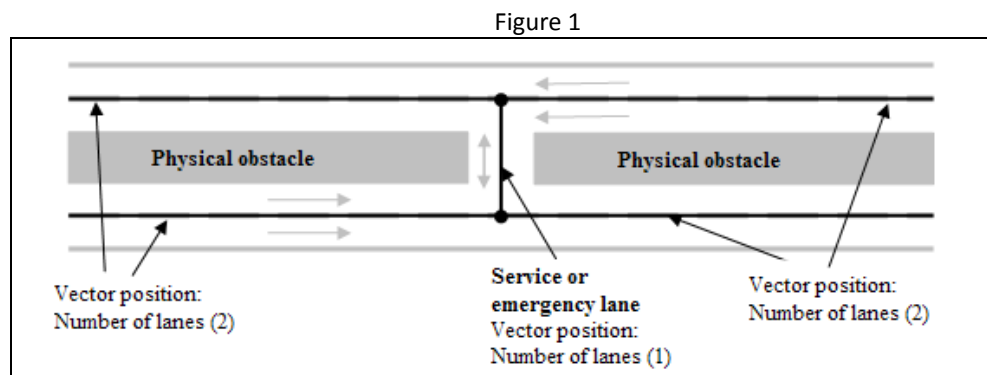 Figure 1
Physical obstacle
Physical obstacle
Vector position:
Number of lanes (2)
Service or
emergency lane
Vector position:
Number of lanes (1)
Vector position:
Number of lanes (2)